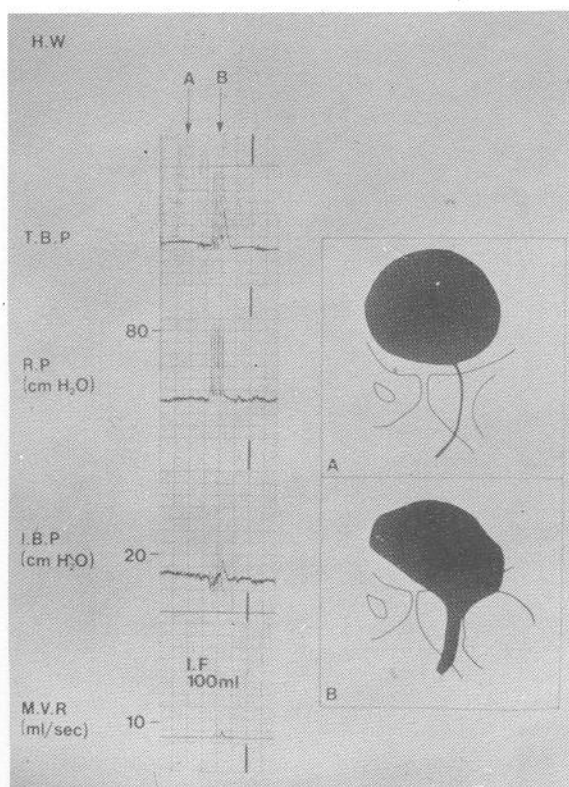 H.W
A B
T.B.P
80
R.P
(cm H₂O)
A
I.B.P
(cm H₂O)
20
I.F
100ml
B
M.V.R
(ml/sec)
10